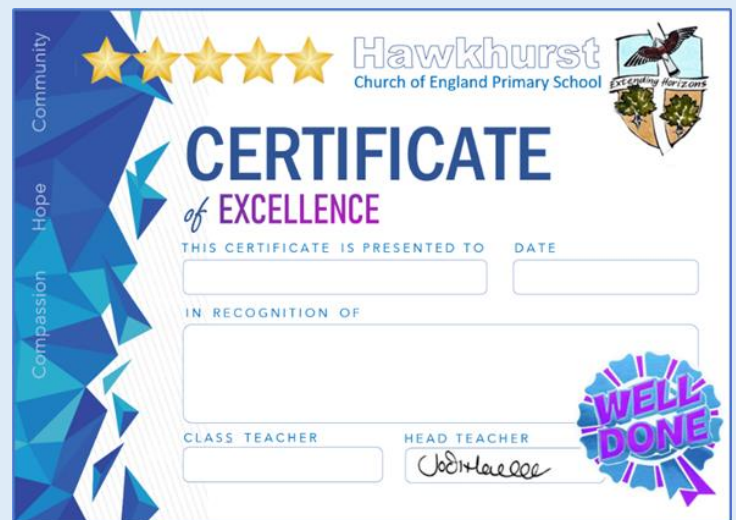 Community
Hope
Compassion
Hawkhurst
Church of England Primary School
Extending Horizons
CERTIFICATE
of EXCELLENCE
THIS CERTIFICATE IS PRESENTED TO
DATE
IN RECOGNITION OF
WELL
DONE
CLASS TEACHER
HEAD TEACHER